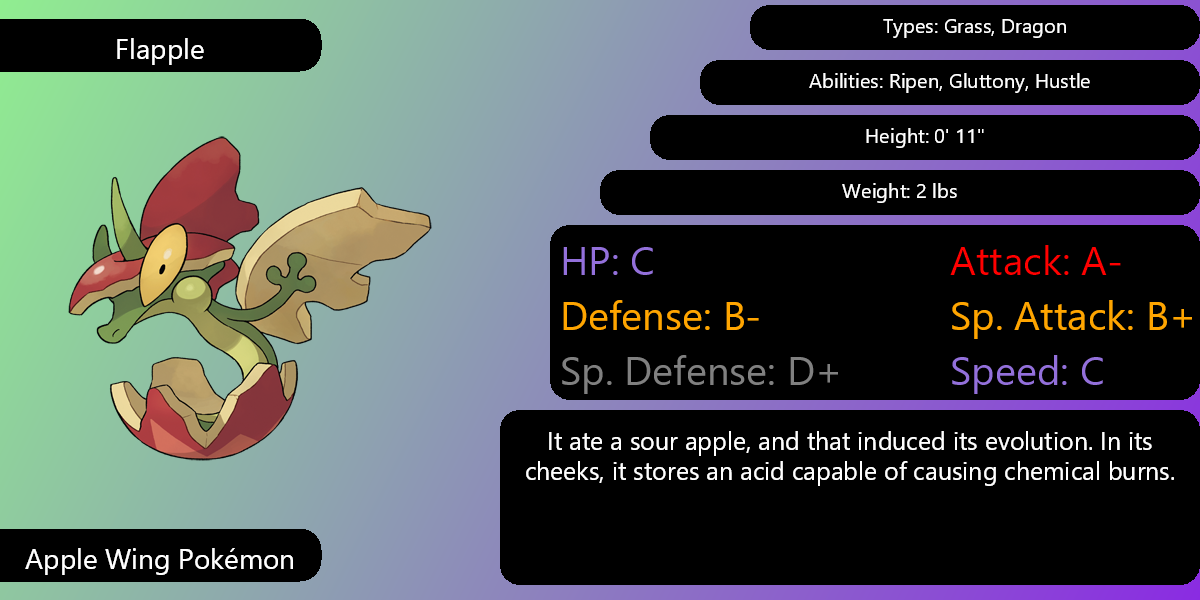 Flapple
Types: Grass, Dragon
Abilities: Ripen, Gluttony, Hustle
Height: 0' 11"
Weight: 2 lbs
HP: C
Attack: A-
Defense: B-
Sp. Attack: B+
Sp. Defense: D+
Speed: C
It ate a sour apple, and that induced its evolution. In its
cheeks, it stores an acid capable of causing chemical burns.
Apple Wing Pokémon